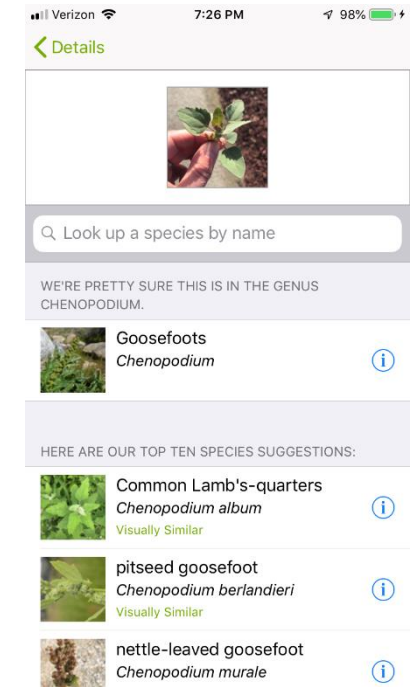 Verizon 7:26 PM 98%
Details
Look up a species by name
WE'RE PRETTY SURE THIS IS IN THE GENUS
CHENOPODIUM.
Goosefoots
Chenopodium
HERE ARE OUR TOP TEN SPECIES SUGGESTIONS:
Common Lamb's-quarters
Chenopodium album
Visually Similar
pitseed goosefoot
Chenopodium berlandieri
Visually Similar
nettle-leaved goosefoot
Chenopodium murale